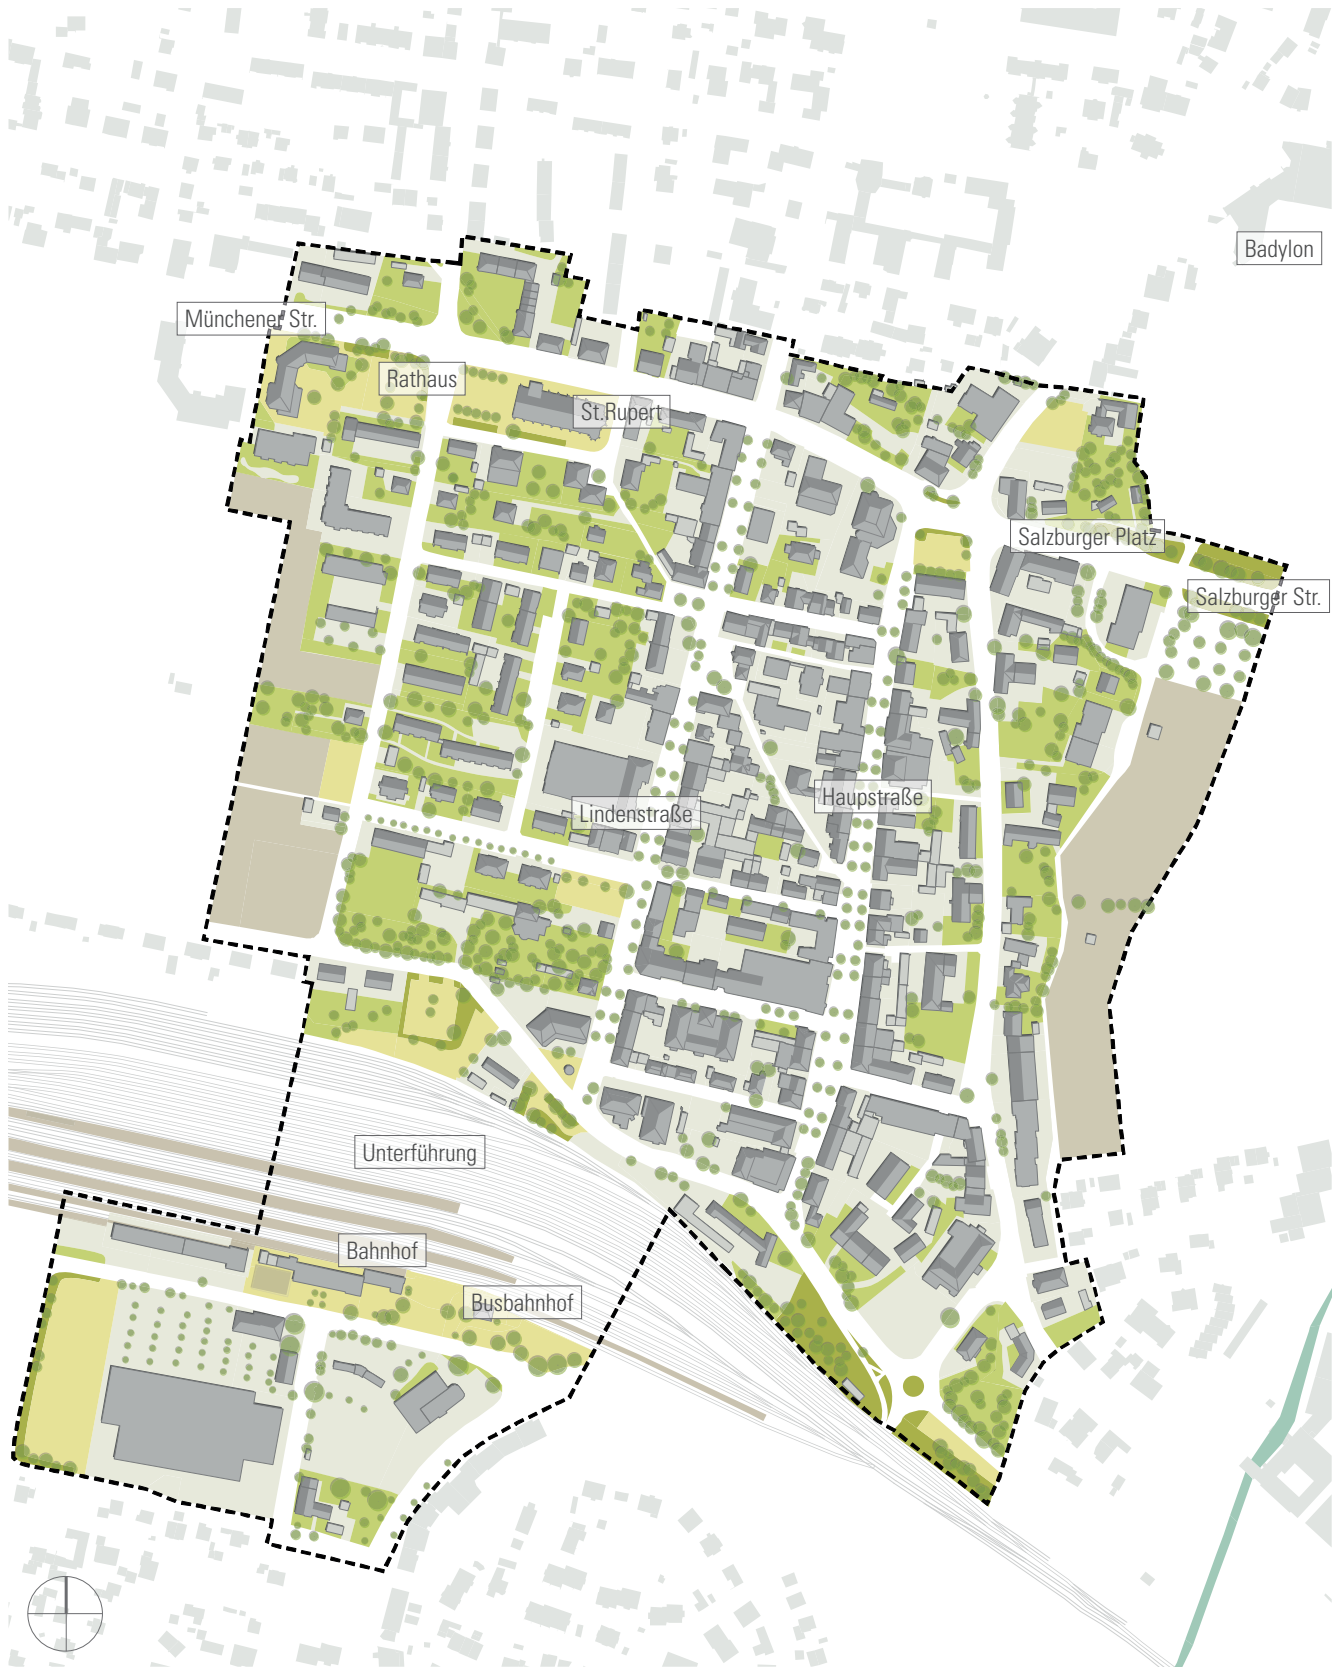 Badylon
Münchener Str.
Rathaus
St.Rupert
Salzburger Platz
Salzburger Str.
Haupstraße
Lindenstraße
Unterführung
Bahnhof
Busbahnhof